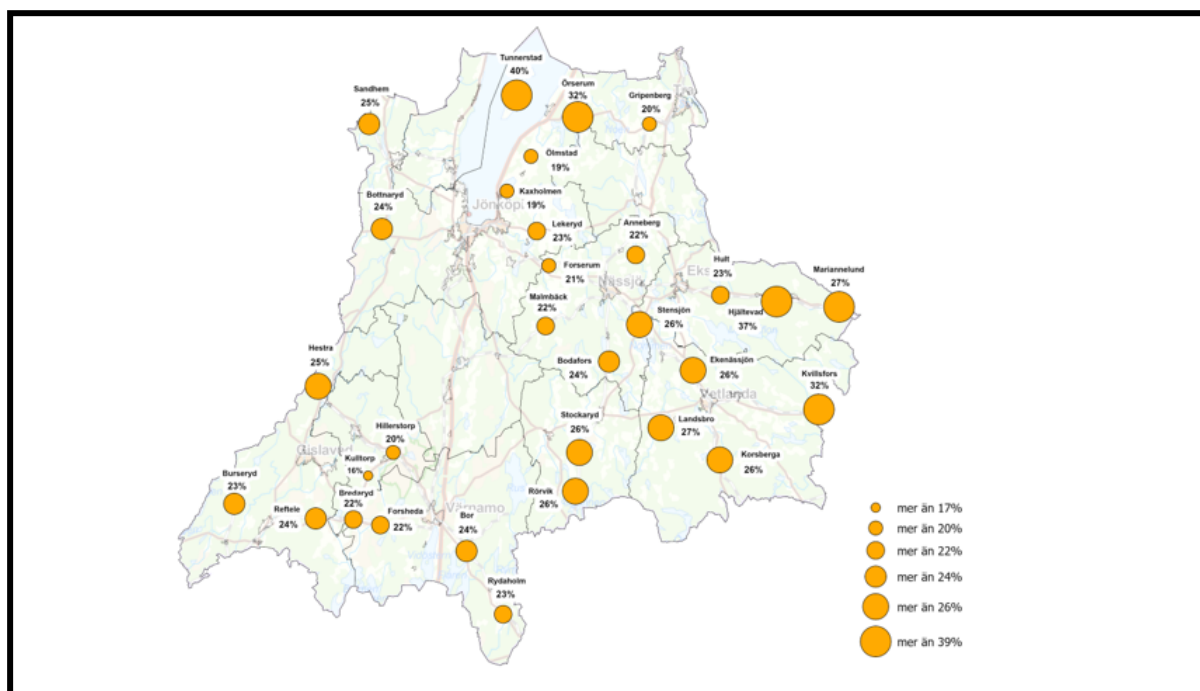 Tunnerstad
40%
Örserum
32%
Sandhem
25%
Gripenberg
20%
Ölmstad
19%
Kaxholmen
19%
Bottnaryd
24%
Jönköpi
Lekeryd
23%
Anneberg
22%
Forserum
21%
Hult
23%
Eks
Mariannelund
27%
Nässjö
Malmbäck
22%
Stensjön
26%
Hjältevad
37%
Hestra
25%
Bodafors
24%
Ekenässjön
26%
Kvillsfors
32%
Vetlanda
Stockaryd
26%
Landsbro
27%
Hillerstorp
20%
Gislaved
Kulltorp
16%
Korsberga
26%
Burseryd
23%
Bredaryd
22%
Rörvik
26%
Reftele
24%
Forsheda
22%
Värnamo
Bor
24%
Rydaholm
23%
mer än 17%
mer än 20%
mer än 22%
mer än 24%
mer än 26%
mer än 39%